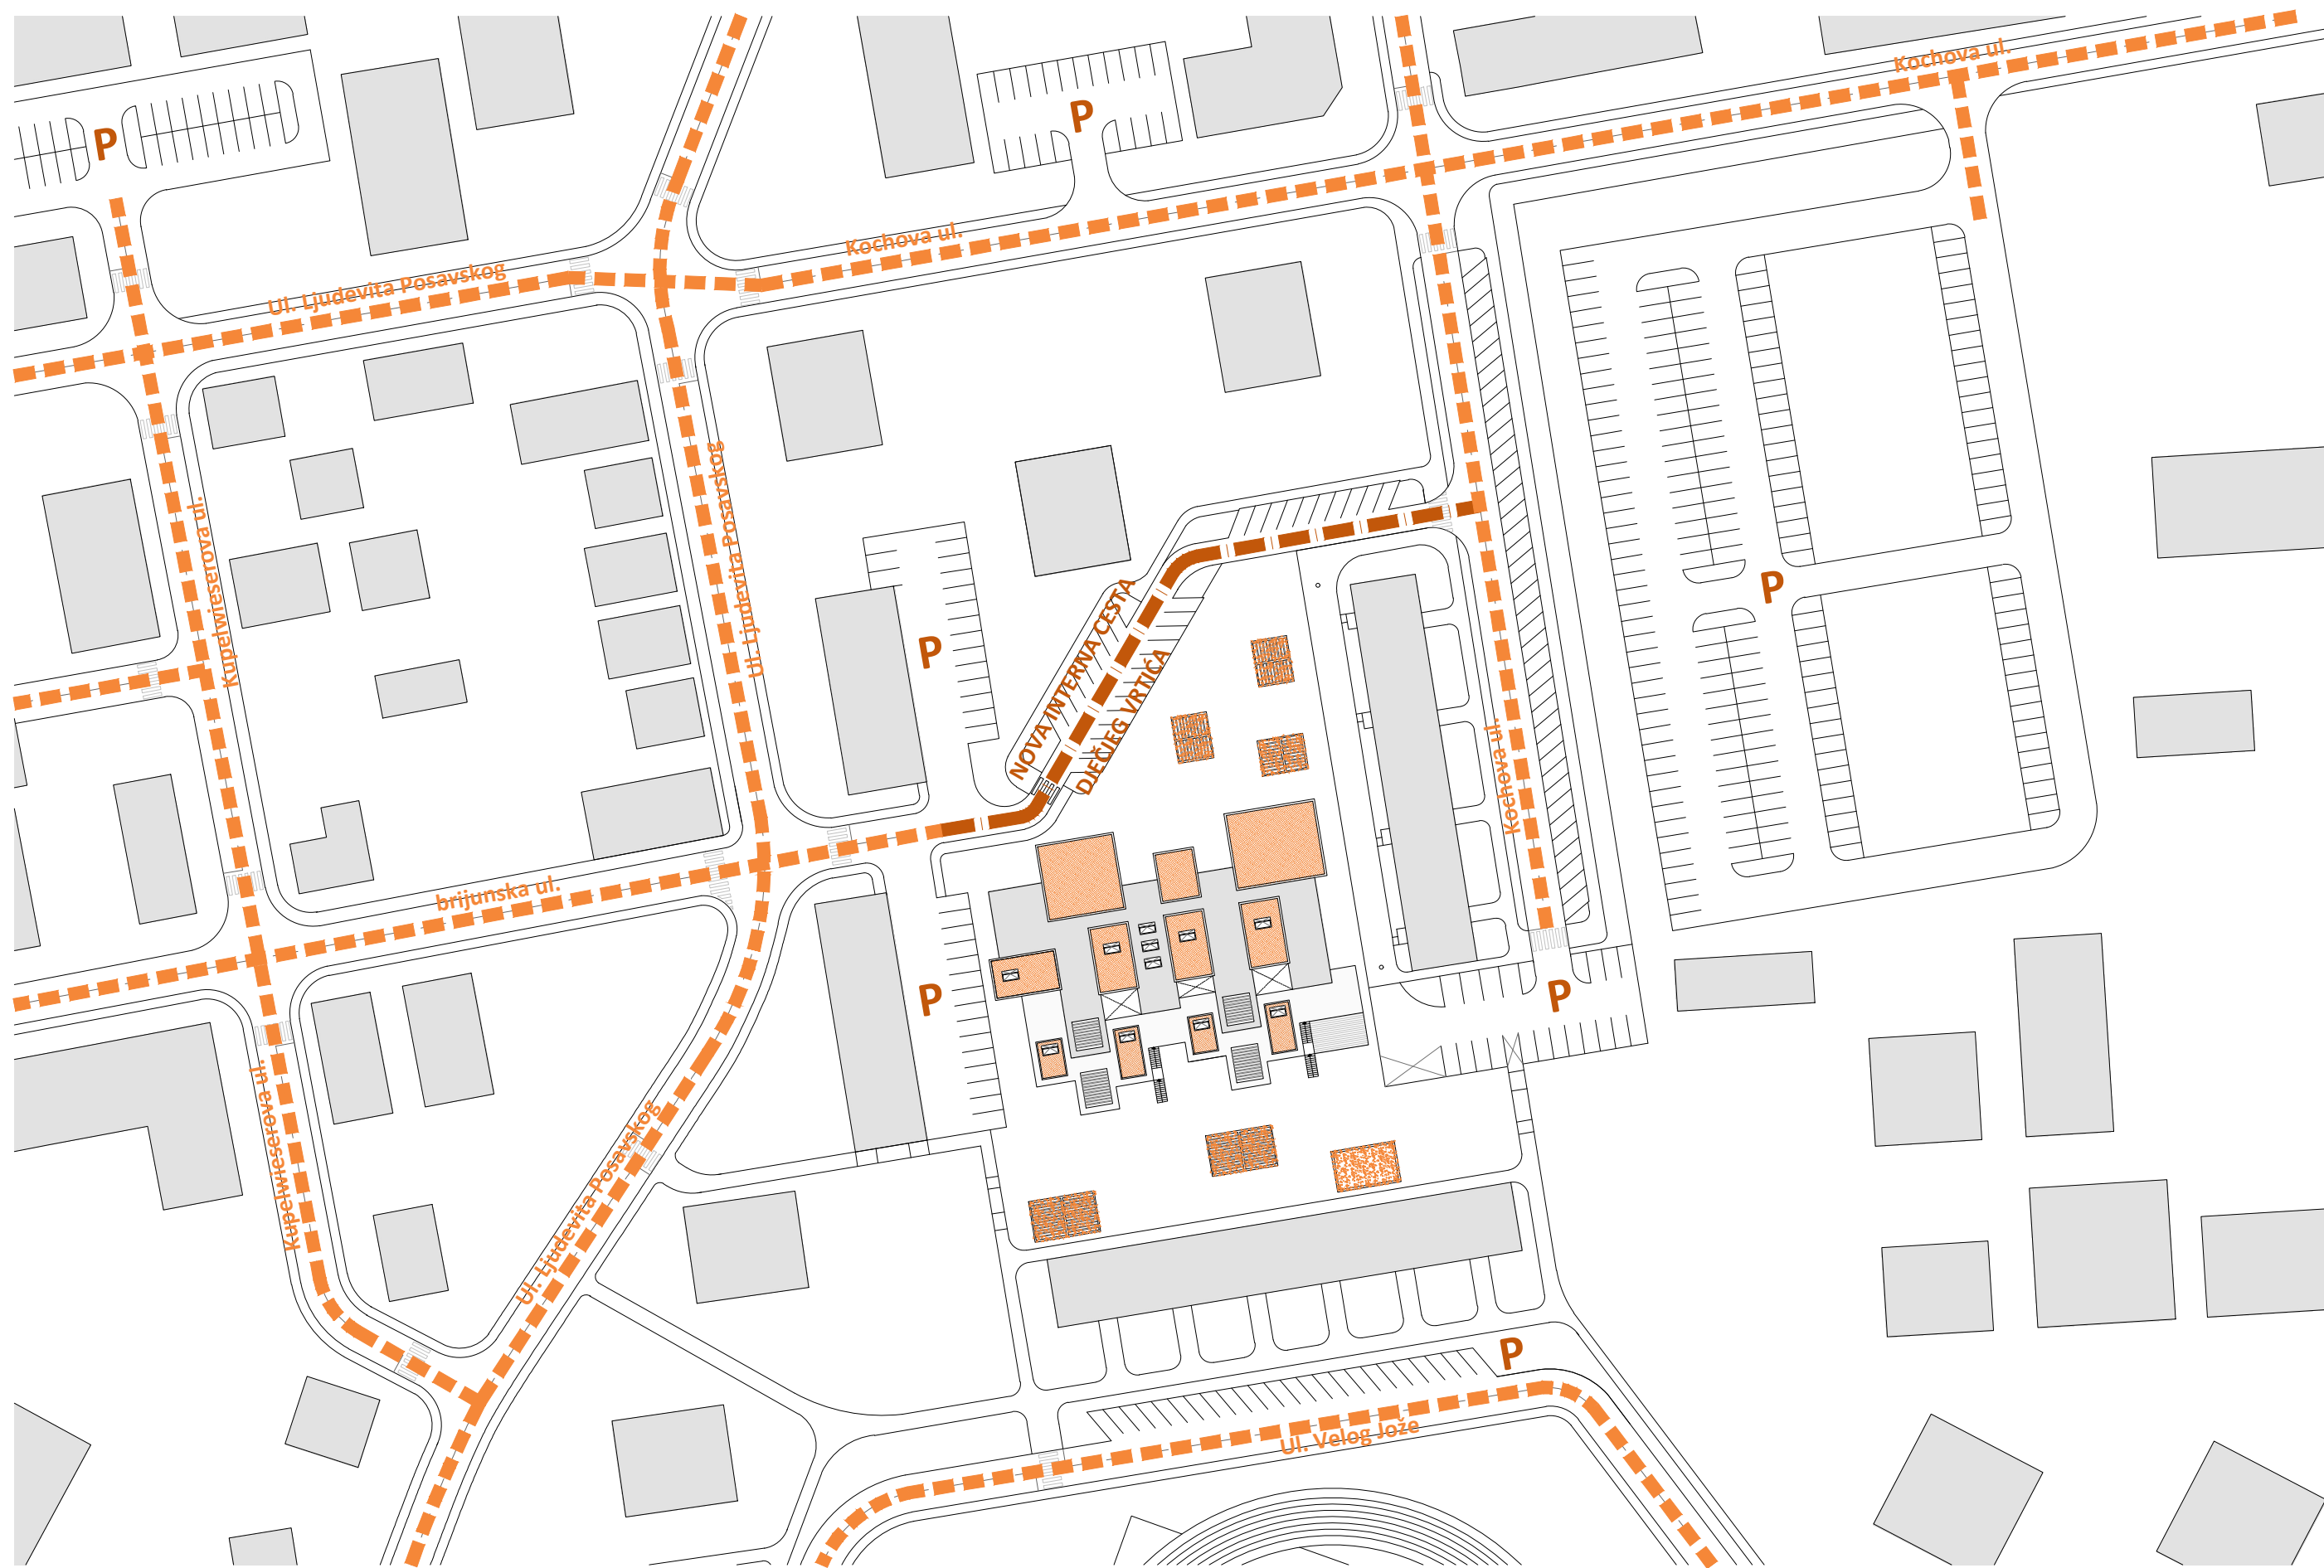 Kochova ul.
P
P
Kochova ul.
Ul. Ljudevita Posavskog
Ul. Ljudevita Posavskog
Kupelwieserova ul.
NOVA INTERNA CESTA
DJEČJEG VRTIĆA
P
P
Kochova ul.
brijunska ul.
P
P
Kupelwieserova ul.
Ul. Ljudevita Posavskog
P
Ul. Velog Jože